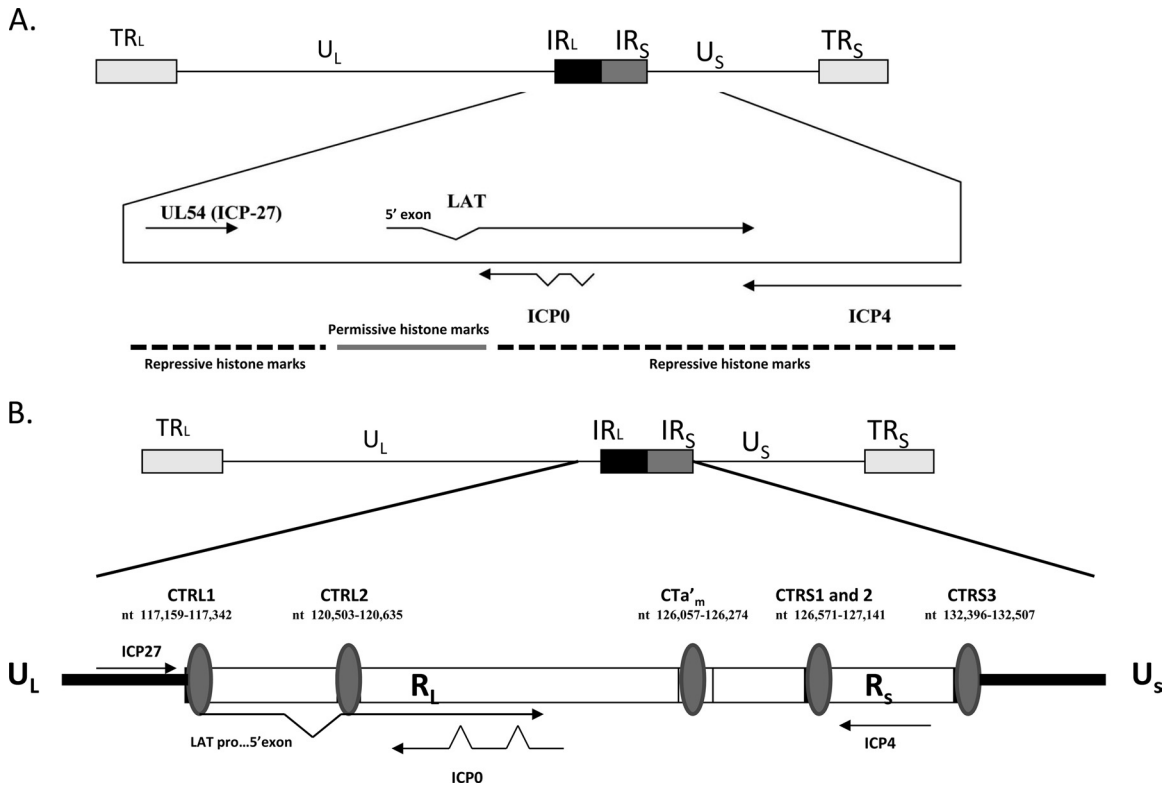 A.
TRL UL IRL IRS US TRS
UL54 (ICP-27) 5' exon LAT
ICP0 ICP4
Permissive histone marks
Repressive histone marks Repressive histone marks
B.
TRL UL IRL IRS US TRS
CTRL1 CTRL2 CTa'm CTRS1 and 2 CTRS3
nt 117,159-117,342 nt 120,503-120,635 nt 126,057-126,274 nt 126,571-127,141 nt 132,396-132,507
ICP27
UL RL RS Us
LAT pro...5'exon ICP4
ICP0